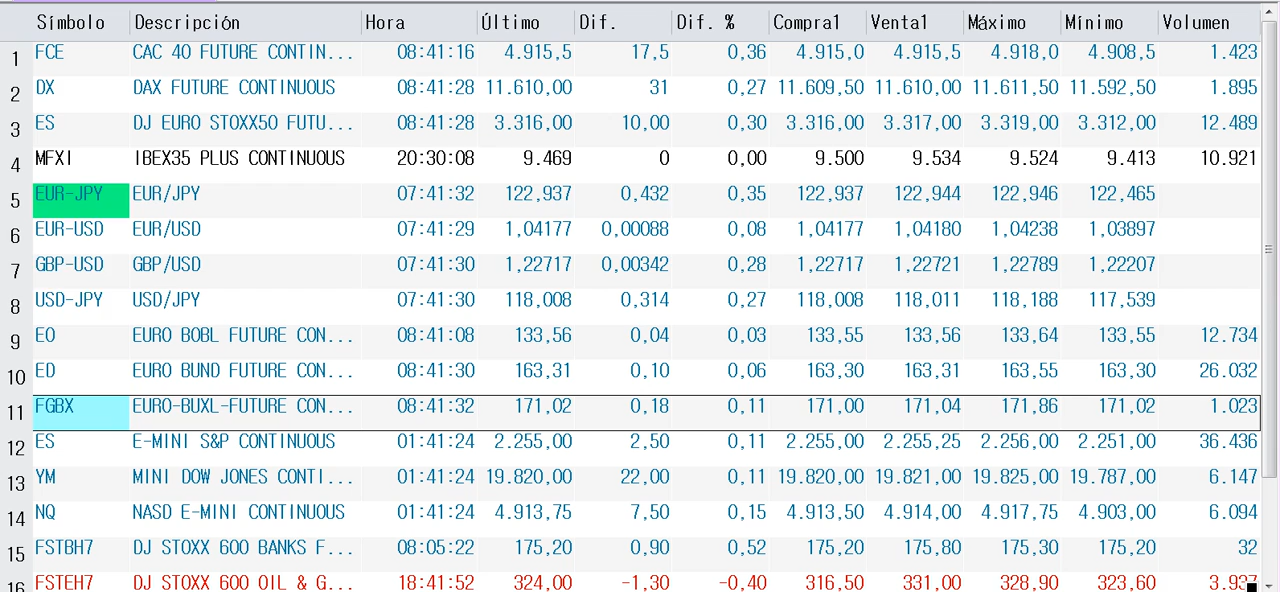 Símbolo Descripción Hora Último Dif. Dif. % Compra1 Venta1 Máximo Mínimo Volumen
1 FCE CAC 40 FUTURE CONTIN... 08:41:16 4.915,5 17,5 0,36 4.915,0 4.915,5 4.918,0 4.908,5 1.423
2 DX DAX FUTURE CONTINUOUS 08:41:28 11.610,00 31 0,27 11.609,50 11.610,00 11.611,50 11.592,50 1.895
3 ES DJ EURO STOXX50 FUTU... 08:41:28 3.316,00 10,00 0,30 3.316,00 3.317,00 3.319,00 3.312,00 12.489
4 MFXI IBEX35 PLUS CONTINUOUS 20:30:08 9.469 0 0,00 9.500 9.534 9.524 9.413 10.921
5 EUR-JPY EUR/JPY 07:41:32 122,937 0,432 0,35 122,937 122,944 122,946 122,465
6 EUR-USD EUR/USD 07:41:29 1,04177 0,00088 0,08 1,04177 1,04180 1,04238 1,03897
7 GBP-USD GBP/USD 07:41:30 1,22717 0,00342 0,28 1,22717 1,22721 1,22789 1,22207
8 USD-JPY USD/JPY 07:41:30 118,008 0,314 0,27 118,008 118,011 118,188 117,539
9 EO EURO BOBL FUTURE CON... 08:41:08 133,56 0,04 0,03 133,55 133,56 133,64 133,55 12.734
10 ED EURO BUND FUTURE CON... 08:41:30 163,31 0,10 0,06 163,30 163,31 163,55 163,30 26.032
11 FGBX EURO-BUXL-FUTURE CON... 08:41:32 171,02 0,18 0,11 171,00 171,04 171,86 171,02 1.023
12 ES E-MINI S&P CONTINUOUS 01:41:24 2.255,00 2,50 0,11 2.255,00 2.255,25 2.256,00 2.251,00 36.436
13 YM MINI DOW JONES CONTI... 01:41:24 19.820,00 22,00 0,11 19.820,00 19.821,00 19.825,00 19.787,00 6.147
14 NQ NASD E-MINI CONTINUOUS 01:41:24 4.913,75 7,50 0,15 4.913,50 4.914,00 4.917,75 4.903,00 6.094
15 FSTBH7 DJ STOXX 600 BANKS F... 08:05:22 175,20 0,90 0,52 175,20 175,80 175,30 175,20 32
16 FSTEH7 DJ STOXX 600 OIL & G... 18:41:52 324,00 -1,30 -0,40 316,50 331,00 328,90 323,60